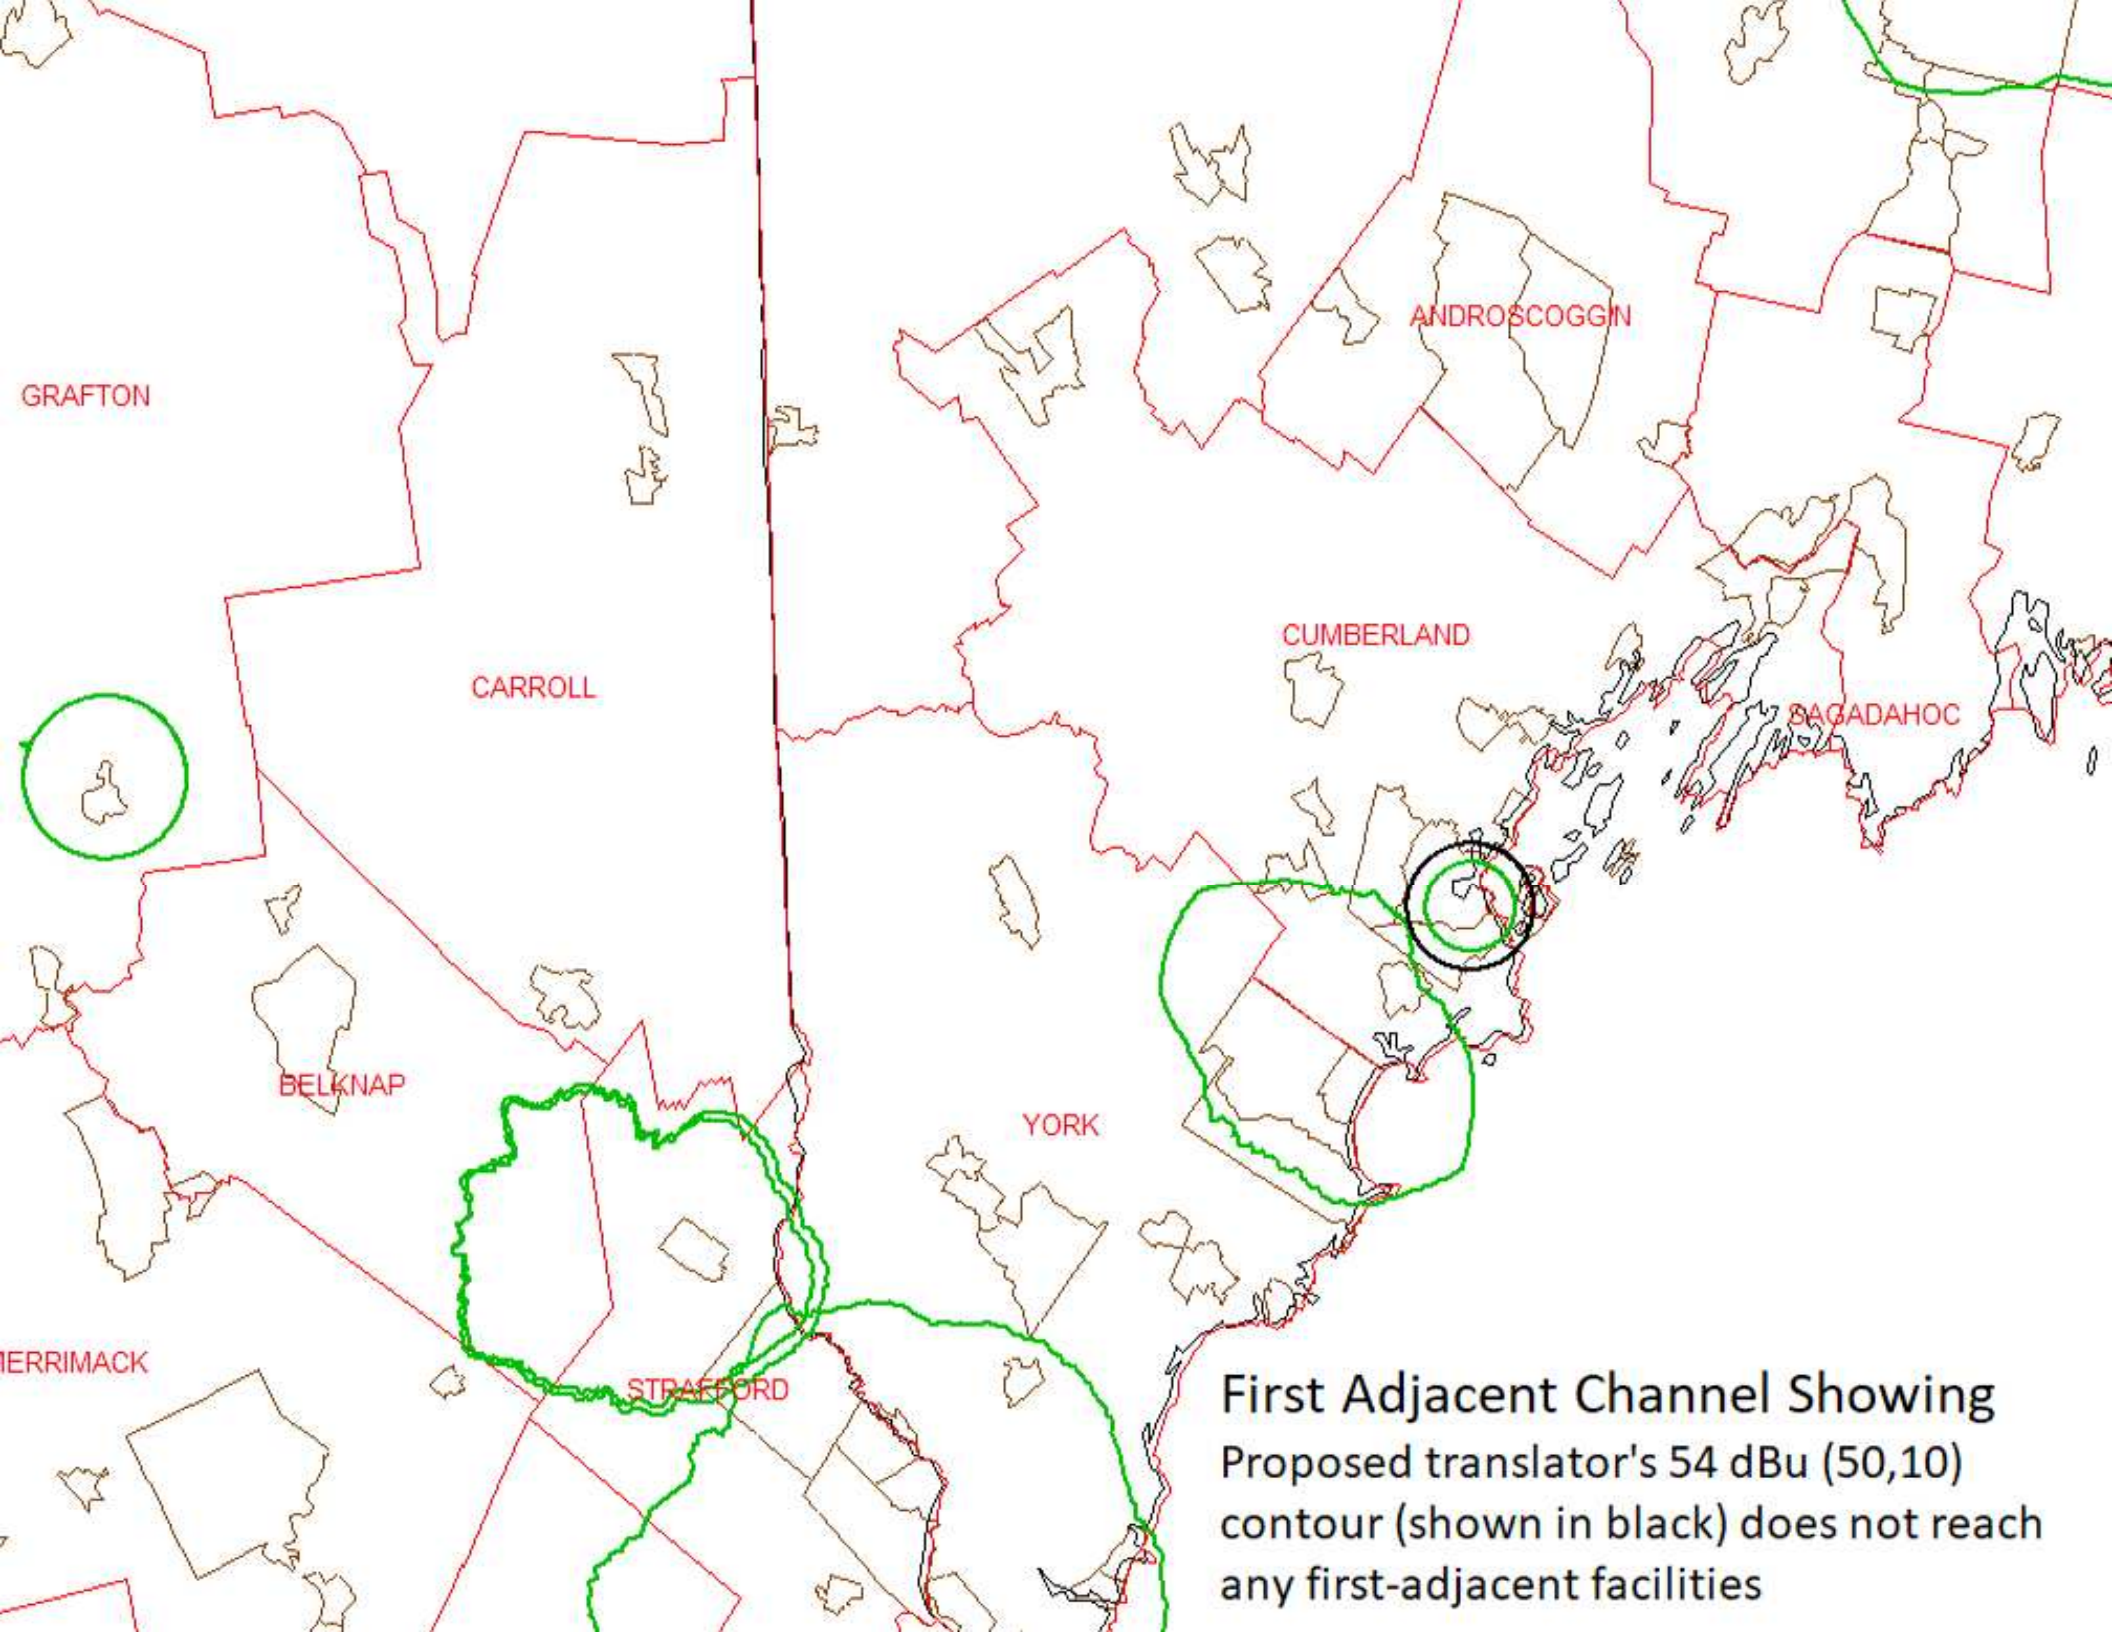 ANDROSCOGGIN
GRAFTON
CUMBERLAND
CARROLL
SAGADAHOC
BELKNAP
YORK
MERRIMACK
STRAFFORD
First Adjacent Channel Showing
Proposed translator's 54 dBu (50,10)
contour (shown in black) does not reach
any first-adjacent facilities